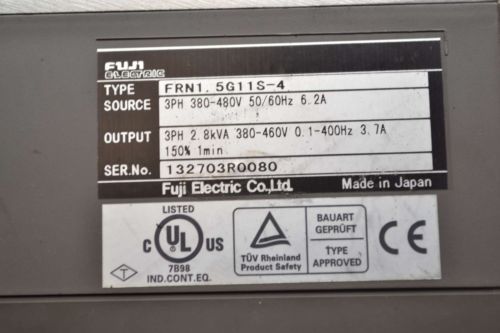 FUJI
ELECTRIC
TYPE FRN1.5G11S-4
SOURCE 3PH 380-480V 50/60Hz 6.2A
OUTPUT 3PH 2.8kVA 380-460V 0.1-400Hz 3.7A
150% 1min
SER.No. 132703R0080
Fuji Electric Co.,Ltd. Made in Japan
LISTED
C UL US
7B98
IND.CONT.EQ.
T
TÜV Rheinland
Product Safety
BAUART
GEPRÜFT
TYPE
APPROVED
CE